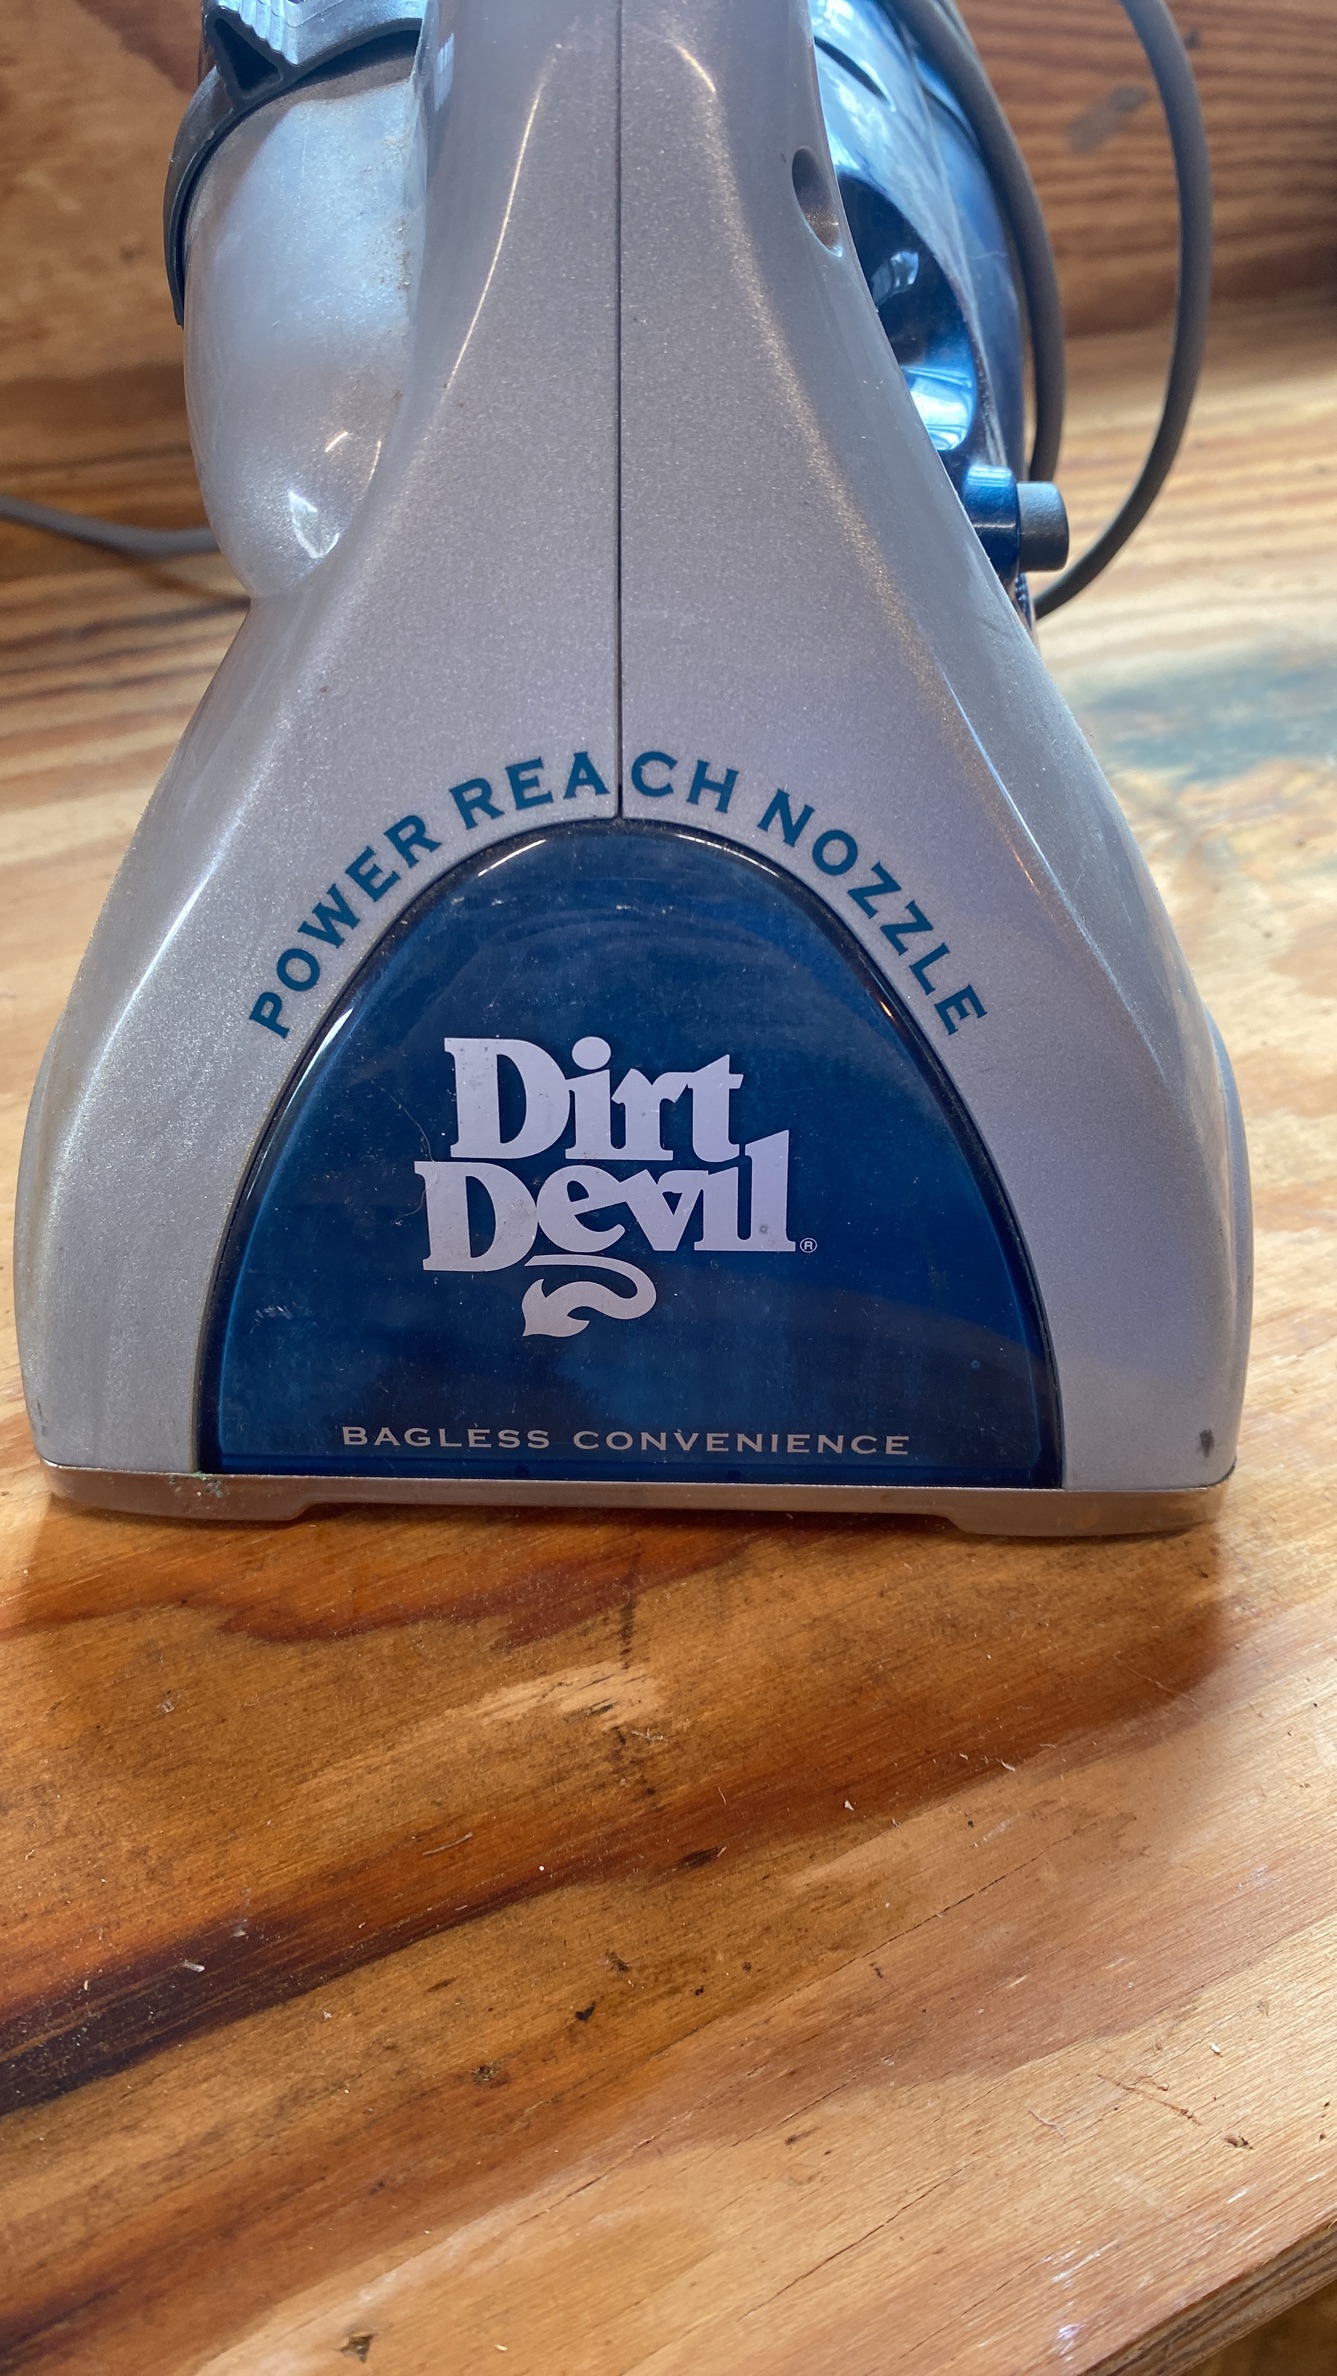 POWER REACH NOZZLE
Dirt
Devil®
BAGLESS CONVENIENCE